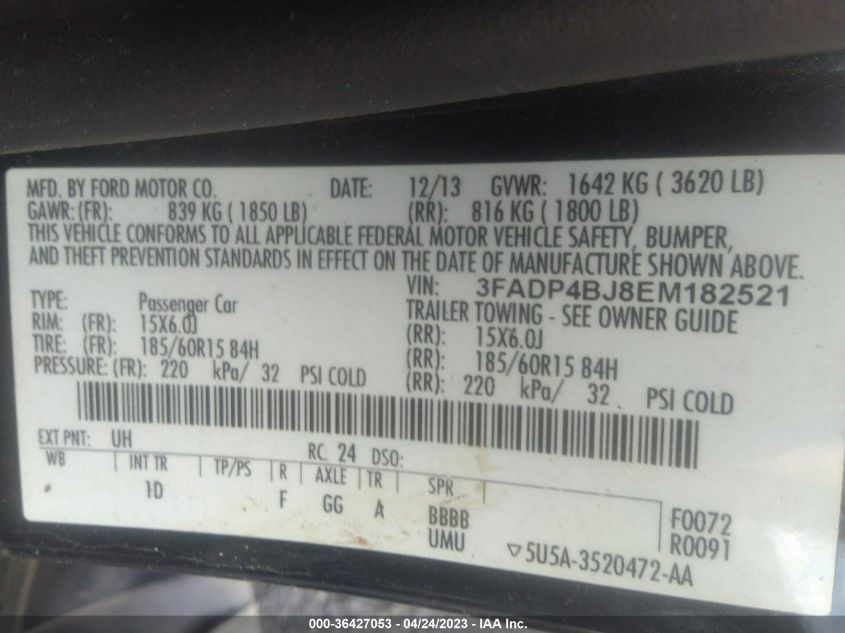 MFD. BY FORD MOTOR CO. DATE: 12/13 GVWR: 1642 KG ( 3620 LB)
GAWR: (FR): 839 KG ( 1850 LB) (RR): 816 KG ( 1800 LB)
THIS VEHICLE CONFORMS TO ALL APPLICABLE FEDERAL MOTOR VEHICLE SAFETY, BUMPER,
AND THEFT PREVENTION STANDARDS IN EFFECT ON THE DATE OF MANUFACTURE SHOWN ABOVE.
VIN: 3FADP4BJ8EM182521
TYPE: Passenger Car TRAILER TOWING - SEE OWNER GUIDE
RIM: (FR): 15X6.0J (RR): 15X6.0J
TIRE: (FR): 185/60R15 84H (RR): 185/60R15 84H
PRESSURE: (FR): 220 kPa/ 32 PSI COLD (RR): 220 kPa/ 32 PSI COLD
EXT PNT: UH RC: 24 DSO:
WB INT TR TP/PS R AXLE TR SPR
1D F GG A BBBB F0072
UMU R0091
▽5U5A-3520472-AA
000-36427053 - 04/24/2023 - IAA Inc.